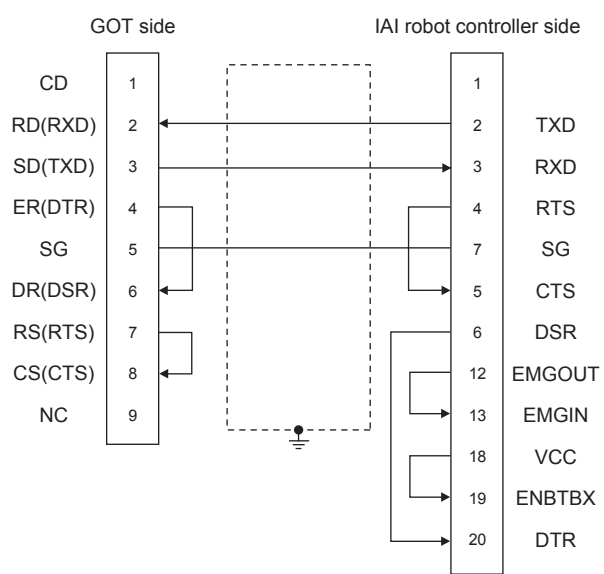 GOT side IAI robot controller side
CD 1 1
RD(RXD) 2 2 TXD
SD(TXD) 3 3 RXD
ER(DTR) 4 4 RTS
SG 5 7 SG
DR(DSR) 6 5 CTS
RS(RTS) 7 6 DSR
CS(CTS) 8 12 EMGOUT
NC 9 13 EMGIN
18 VCC
19 ENBTBX
20 DTR